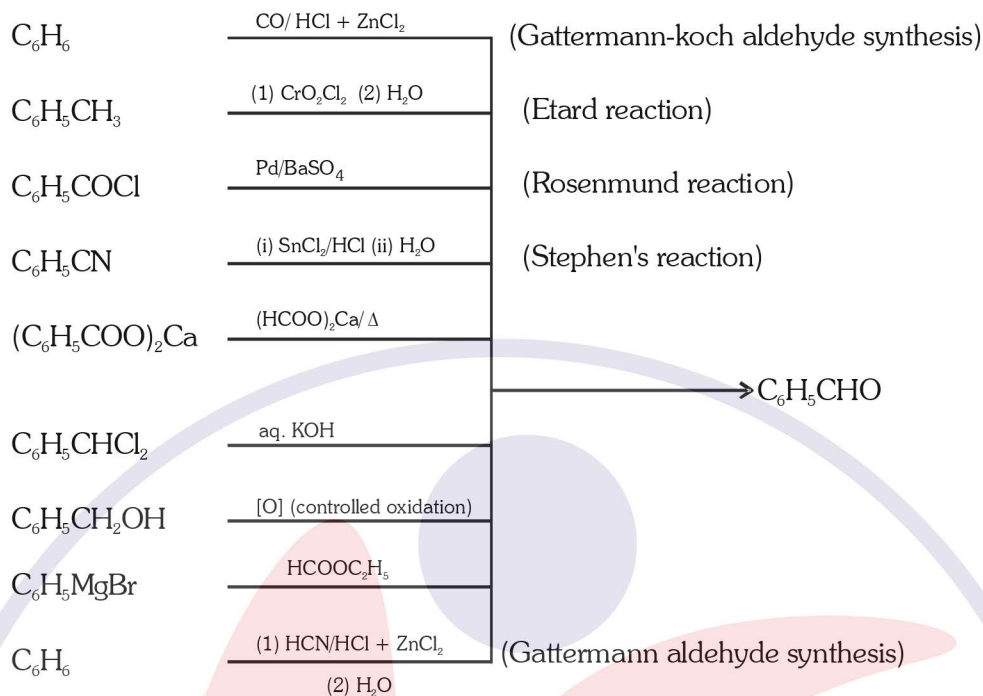 C₆H₆ CO/ HCl + ZnCl₂ (Gattermann-koch aldehyde synthesis)
C₆H₅CH₃ (1) CrO₂Cl₂ (2) H₂O (Etard reaction)
C₆H₅COCl Pd/BaSO₄ (Rosenmund reaction)
C₆H₅CN (i) SnCl₂/HCl (ii) H₂O (Stephen's reaction)
(C₆H₅COO)₂Ca (HCOO)₂Ca/ Δ
C₆H₅CHO
C₆H₅CHCl₂ aq. KOH
C₆H₅CH₂OH [O] (controlled oxidation)
C₆H₅MgBr HCOOC₂H₅
C₆H₆ (1) HCN/HCl + ZnCl₂ (Gattermann aldehyde synthesis)
(2) H₂O